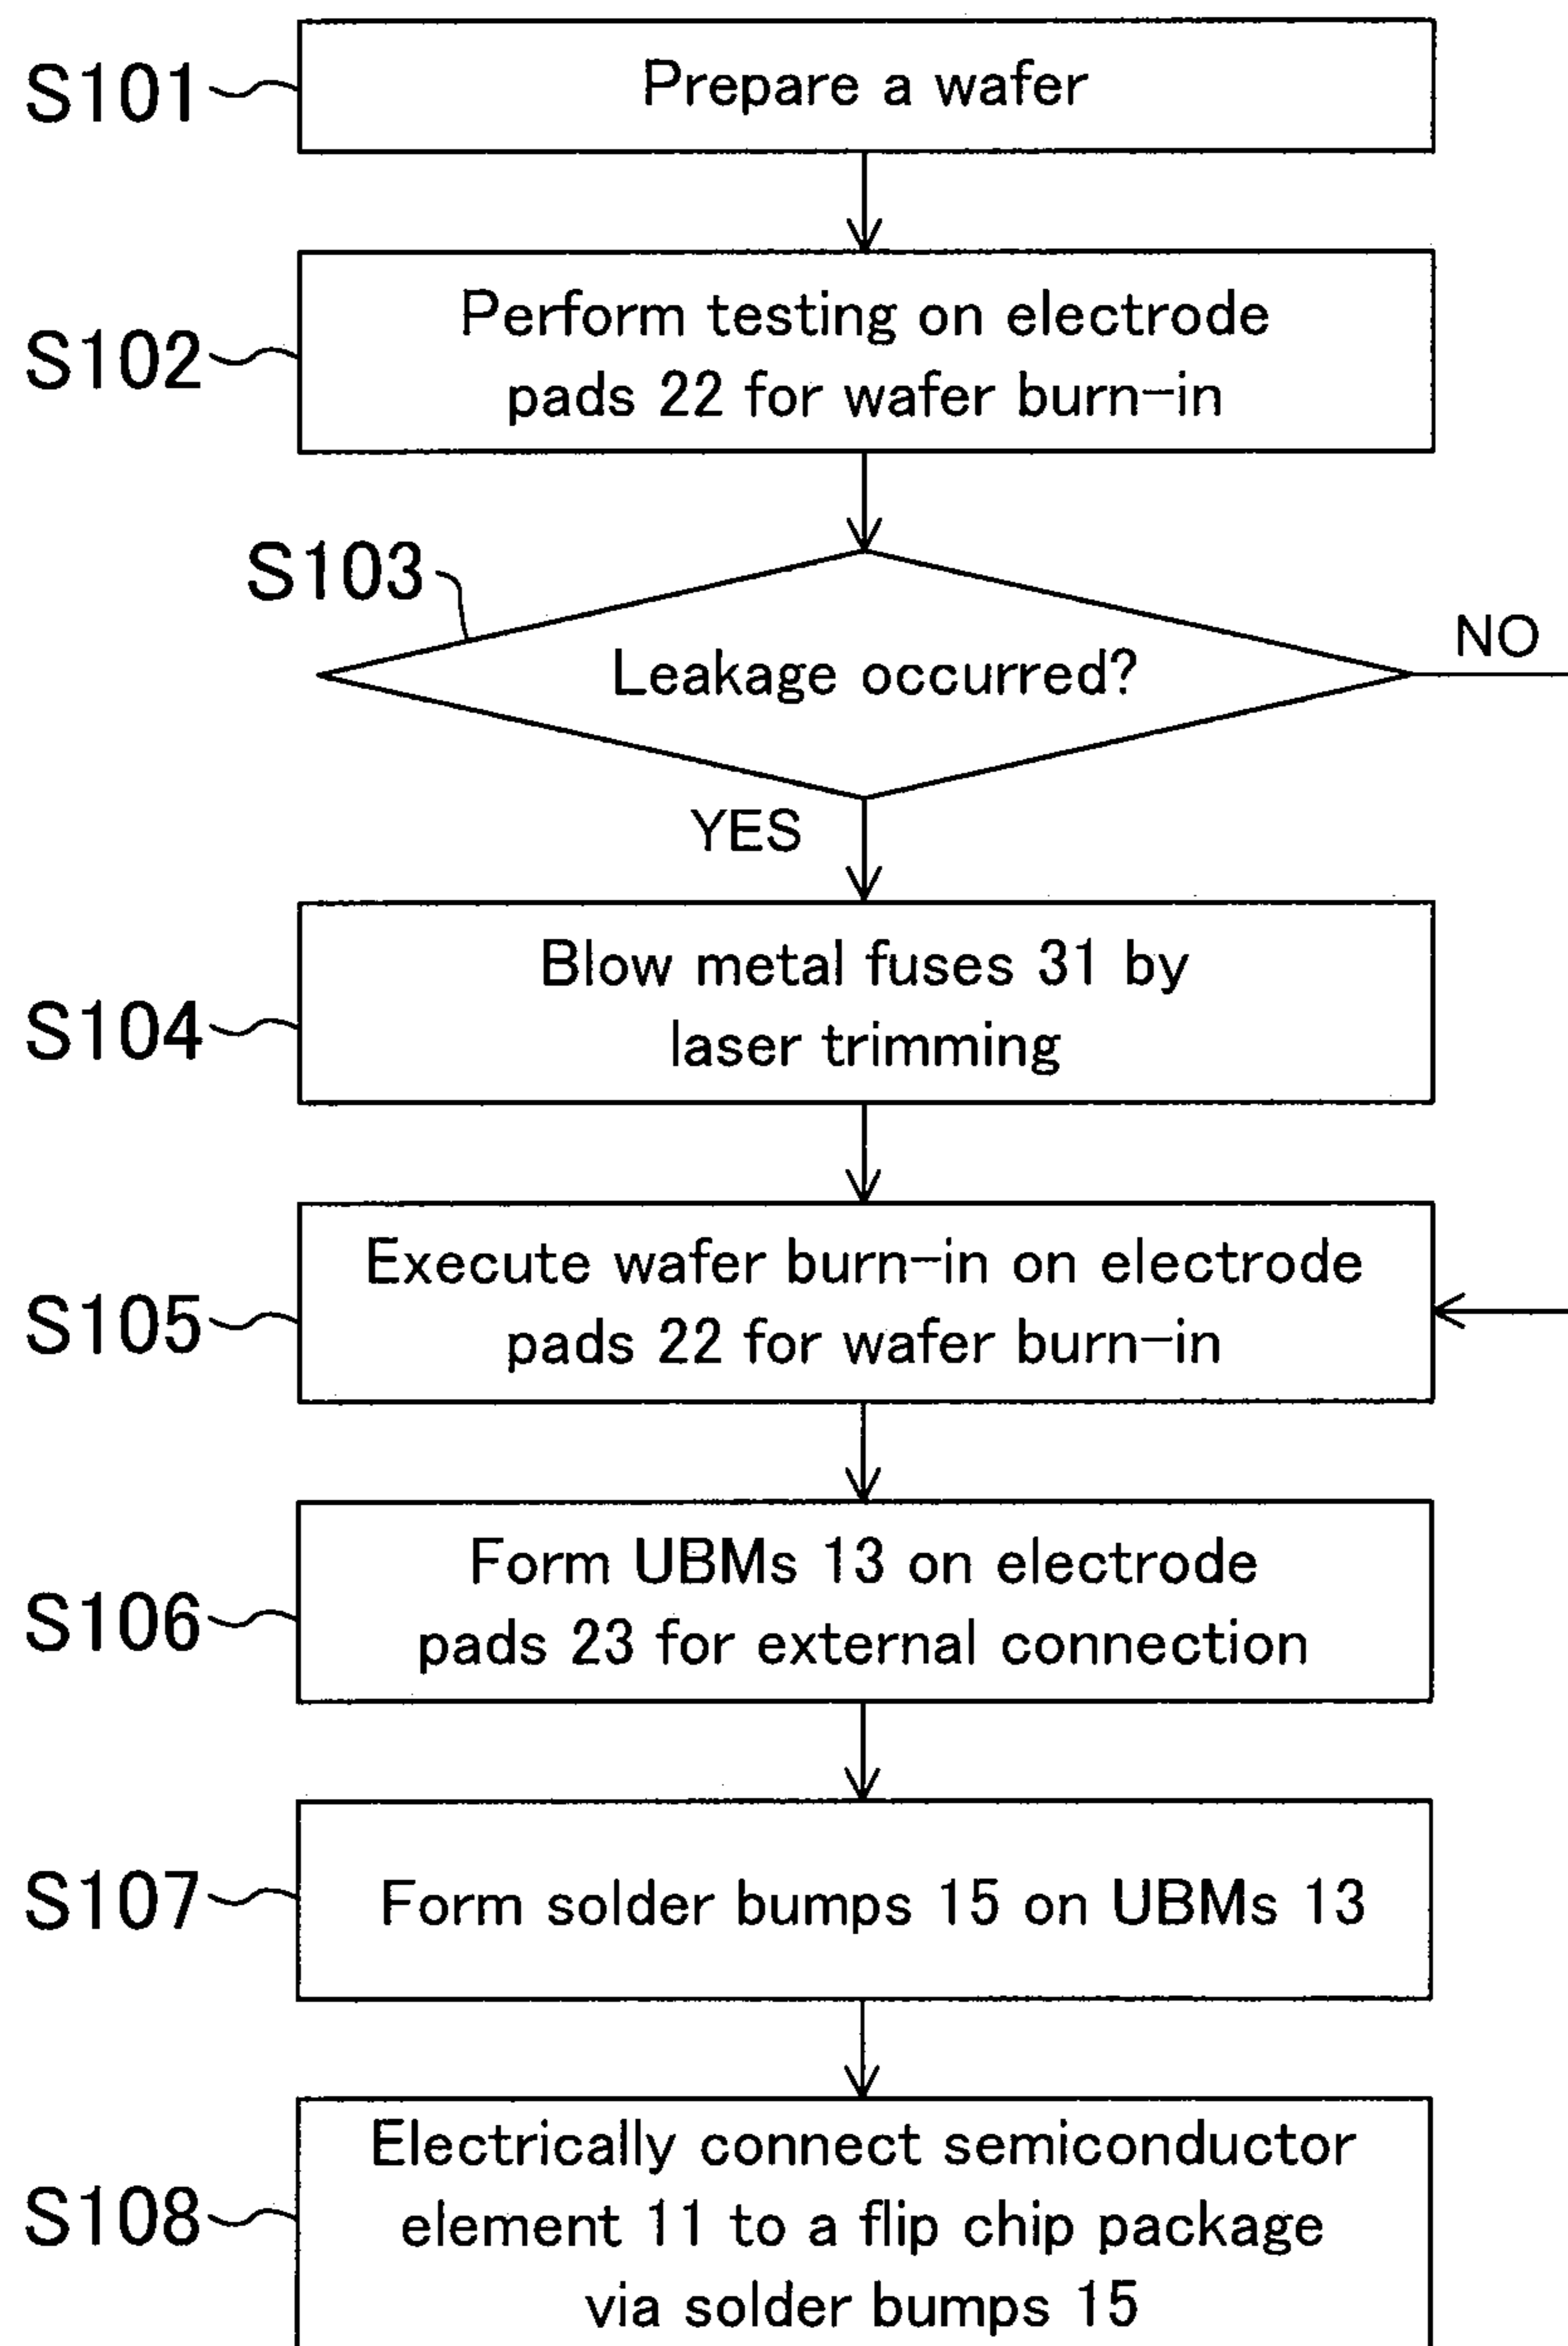 S101
Prepare a wafer
S102
Perform testing on electrode
pads 22 for wafer burn-in
S103
Leakage occurred?
NO
YES
S104
Blow metal fuses 31 by
laser trimming
S105
Execute wafer burn-in on electrode
pads 22 for wafer burn-in
S106
Form UBMs 13 on electrode
pads 23 for external connection
S107
Form solder bumps 15 on UBMs 13
S108
Electrically connect semiconductor
element 11 to a flip chip package
via solder bumps 15